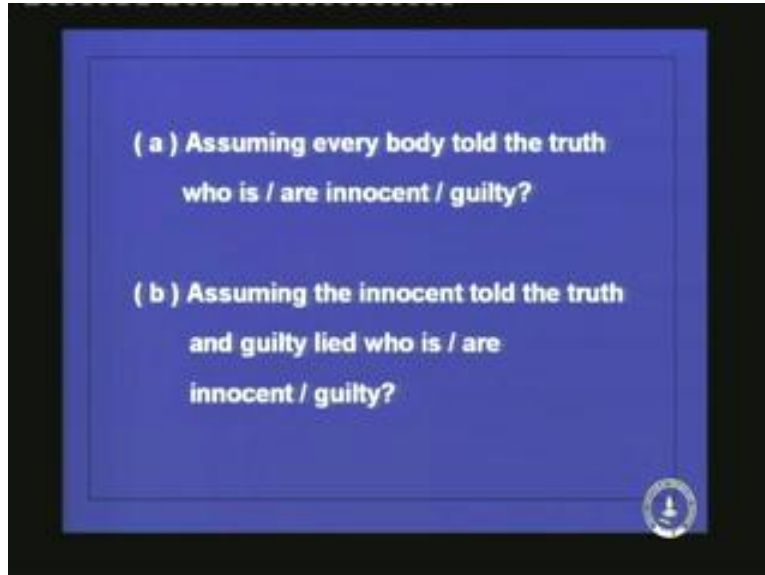 ( a ) Assuming every body told the truth
who is / are innocent / guilty?
( b ) Assuming the innocent told the truth
and guilty lied who is / are
innocent / guilty?